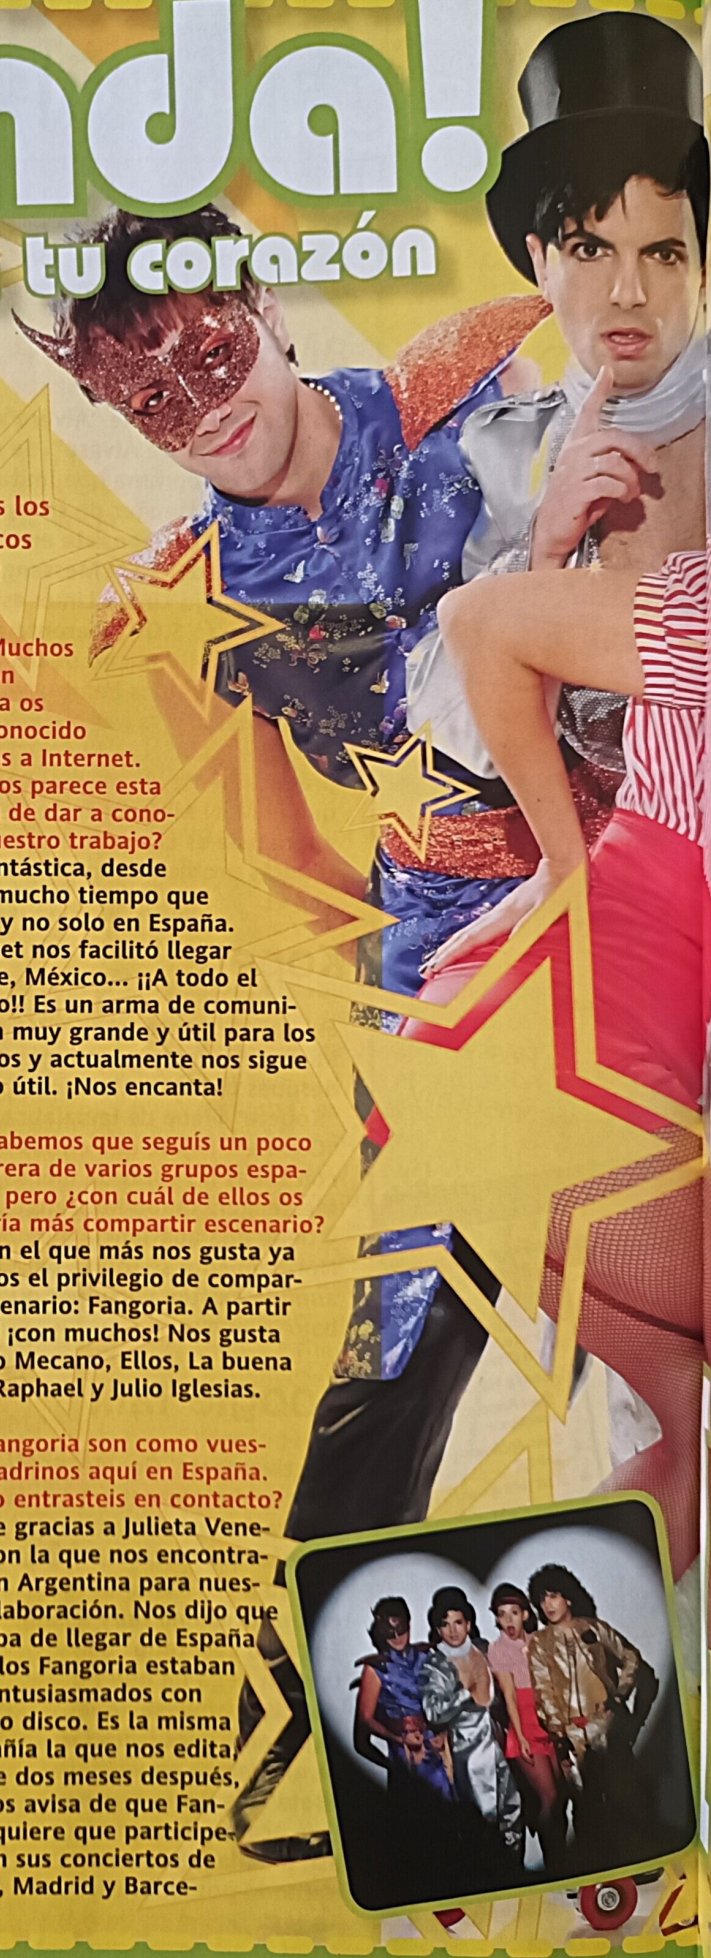 nda!
tu corazón
s los
cos
Muchos
n
a os
onocido
s a Internet.
os parece esta
de dar a cono-
estro trabajo?
ntástica, desde
mucho tiempo que
y no solo en España.
et nos facilitó llegar
e, México... ¡¡A todo el
o!! Es un arma de comuni-
n muy grande y útil para los
os y actualmente nos sigue
o útil. ¡Nos encanta!
abemos que seguís un poco
rera de varios grupos espa-
pero ¿con cuál de ellos os
ía más compartir escenario?
n el que más nos gusta ya
os el privilegio de compar-
enario: Fangoria. A partir
¡con muchos! Nos gusta
o Mecano, Ellos, La buena
Raphael y Julio Iglesias.
angoria son como vues-
adrinos aquí en España.
o entrasteis en contacto?
e gracias a Julieta Vene-
on la que nos encontra-
n Argentina para nues-
laboración. Nos dijo que
ba de llegar de España
los Fangoria estaban
ntusiasmados con
o disco. Es la misma
ñía la que nos edita,
e dos meses después,
os avisa de que Fan-
quiere que participe-
n sus conciertos de
, Madrid y Barce-